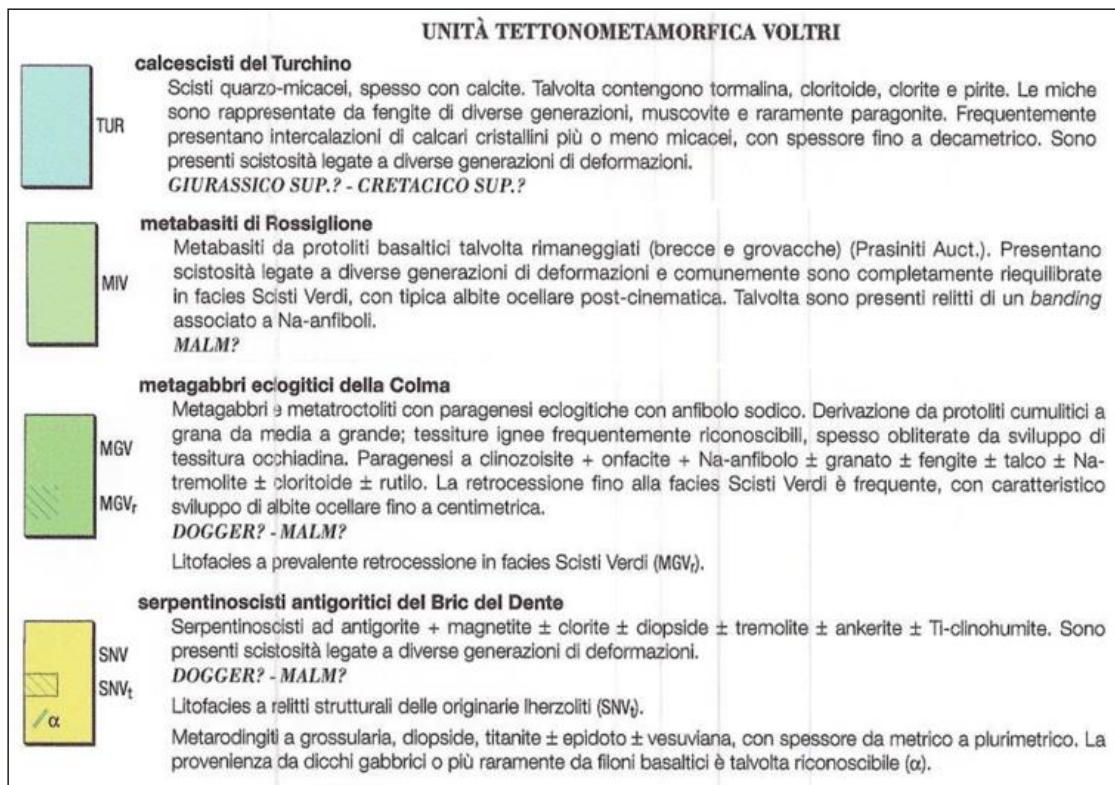 UNITÀ TETTONOMETAMORFICA VOLTRI
calcescisti del Turchino
Scisti quarzo-micacei, spesso con calcite. Talvolta contengono tormalina, cloritoide, clorite e pirite. Le miche
sono rappresentate da fengite di diverse generazioni, muscovite e raramente paragonite. Frequentemente
presentano intercalazioni di calcari cristallini più o meno micacei, con spessore fino a decametrico. Sono
presenti scistosità legate a diverse generazioni di deformazioni.
GIURASSICO SUP.? - CRETACICO SUP.?
TUR
metabasiti di Rossiglione
Metabasiti da protoliti basaltici talvolta rimaneggiati (brecce e grovacche) (Prasiniti Auct.). Presentano
scistosità legate a diverse generazioni di deformazioni e comunemente sono completamente riequilibrate
in facies Scisti Verdi, con tipica albite ocellare post-cinematica. Talvolta sono presenti relitti di un banding
associato a Na-anfiboli.
MALM?
MIV
metagabbri eclogitici della Colma
Metagabbri e metatroctoliti con paragenesi eclogitiche con anfibolo sodico. Derivazione da protoliti cumulitici a
grana da media a grande; tessiture ignee frequentemente riconoscibili, spesso obliterate da sviluppo di
tessitura occhiadina. Paragenesi a clinozoisite + onfacite + Na-anfibolo ± granato ± fengite ± talco ± Na-
tremolite ± cloritoide ± rutilo. La retrocessione fino alla facies Scisti Verdi è frequente, con caratteristico
sviluppo di albite ocellare fino a centimetrica.
DOGGER? - MALM?
Litofacies a prevalente retrocessione in facies Scisti Verdi (MGVr).
MGV
MGVr
serpentinoscisti antigoritici del Bric del Dente
Serpentinoscisti ad antigorite + magnetite ± clorite ± diopside ± tremolite ± ankerite ± Ti-clinohumite. Sono
presenti scistosità legate a diverse generazioni di deformazioni.
DOGGER? - MALM?
Litofacies a relitti strutturali delle originarie lherzoliti (SNVt).
Metarodingiti a grossularia, diopside, titanite ± epidoto ± vesuviana, con spessore da metrico a plurimetrico. La
provenienza da dicchi gabbrici o più raramente da filoni basaltici è talvolta riconoscibile (α).
SNV
SNVt
α